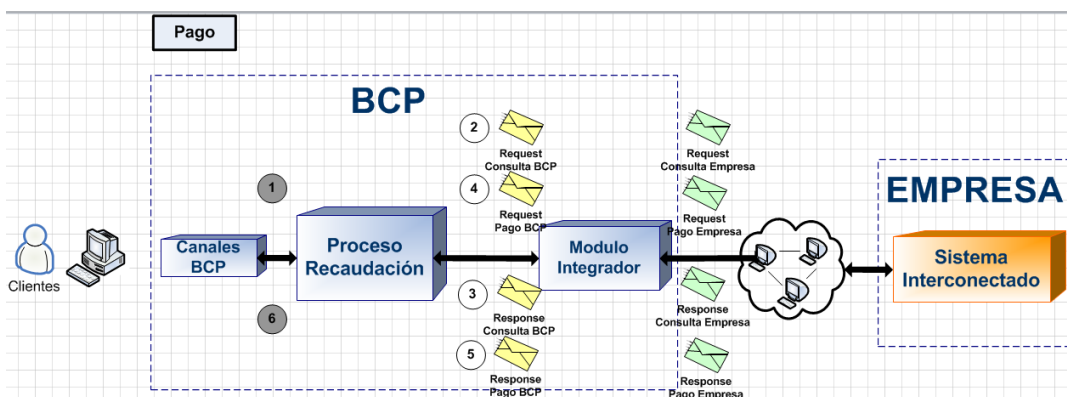 Pago
BCP
2
Request
Consulta BCP
Request
Consulta Empresa
1
4
Request
Pago BCP
Request
Pago Empresa
EMPRESA
Clientes
Canales
BCP
Proceso
Recaudación
Modulo
Integrador
Sistema
Interconectado
6
3
Response
Consulta BCP
Response
Consulta Empresa
5
Response
Pago BCP
Response
Pago Empresa